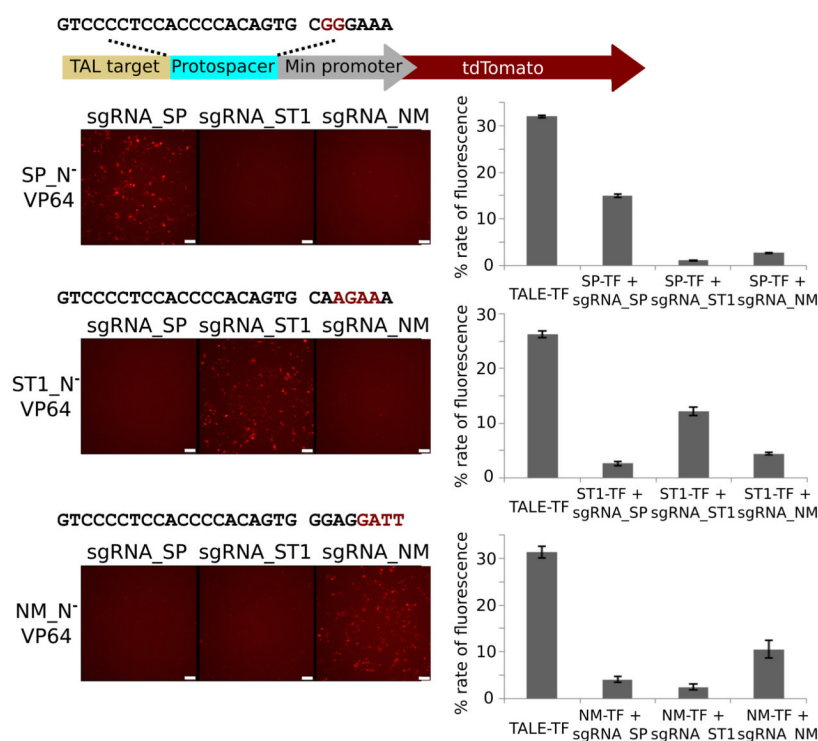 GTCCCCTCCACCCCACAGTG CGGGAAA
TAL target Protospacer Min promoter tdTomato
sgRNA_SP sgRNA_ST1 sgRNA_NM
SP_N-
VP64
% rate of fluorescence
30
20
10
0
TALE-TF
SP-TF + sgRNA_SP
SP-TF + sgRNA_ST1
SP-TF + sgRNA_NM
GTCCCCTCCACCCCACAGTG CAAGAAA
sgRNA_SP sgRNA_ST1 sgRNA_NM
ST1_N-
VP64
% rate of fluorescence
30
20
10
0
TALE-TF
ST1-TF + sgRNA_SP
ST1-TF + sgRNA_ST1
ST1-TF + sgRNA_NM
GTCCCCTCCACCCCACAGTG GGAGGATT
sgRNA_SP sgRNA_ST1 sgRNA_NM
NM_N-
VP64
% rate of fluorescence
30
20
10
0
TALE-TF
NM-TF + sgRNA_SP
NM-TF + sgRNA_ST1
NM-TF + sgRNA_NM